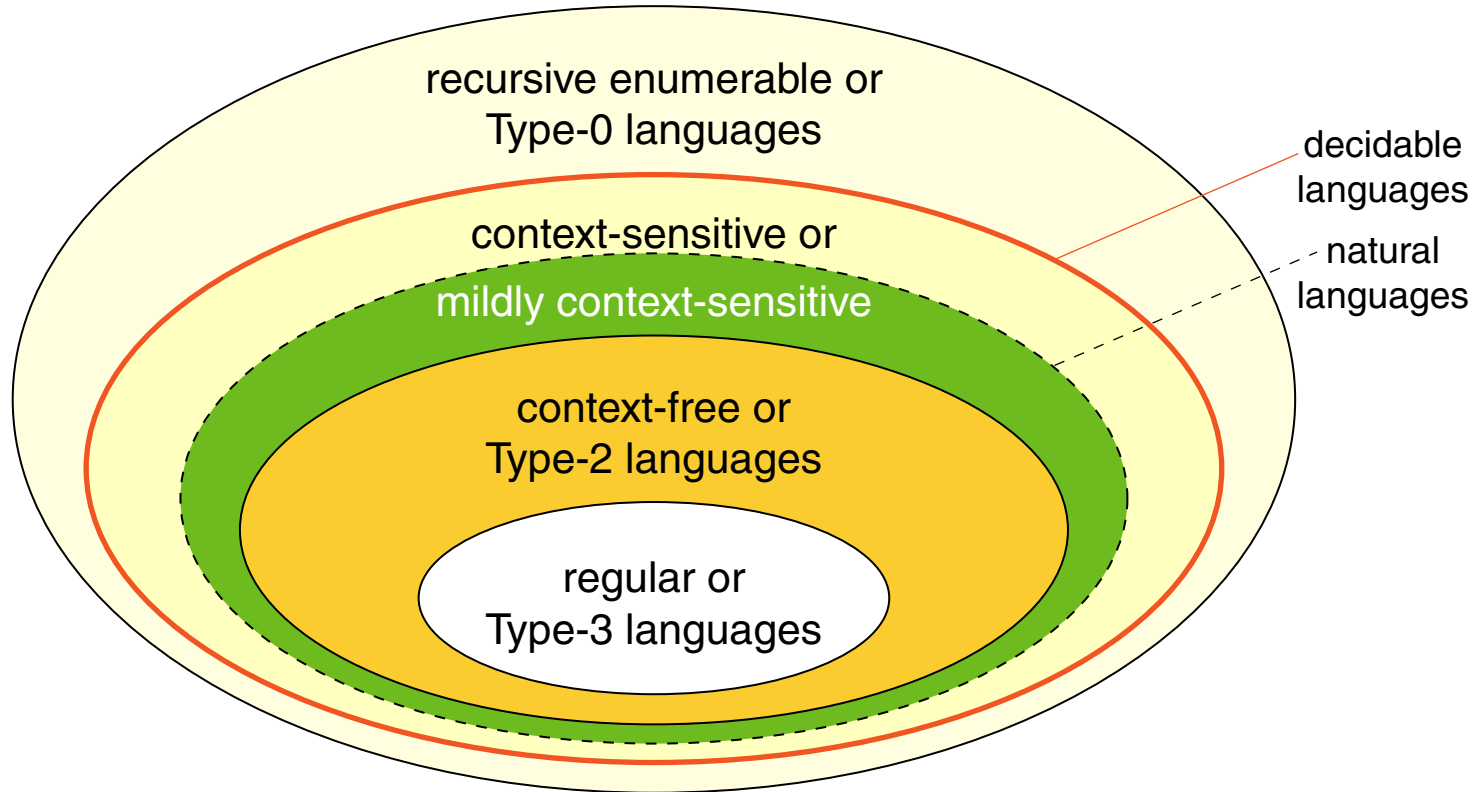 recursive enumerable or
Type-0 languages
decidable
languages
context-sensitive or
natural
languages
mildly context-sensitive
context-free or
Type-2 languages
regular or
Type-3 languages